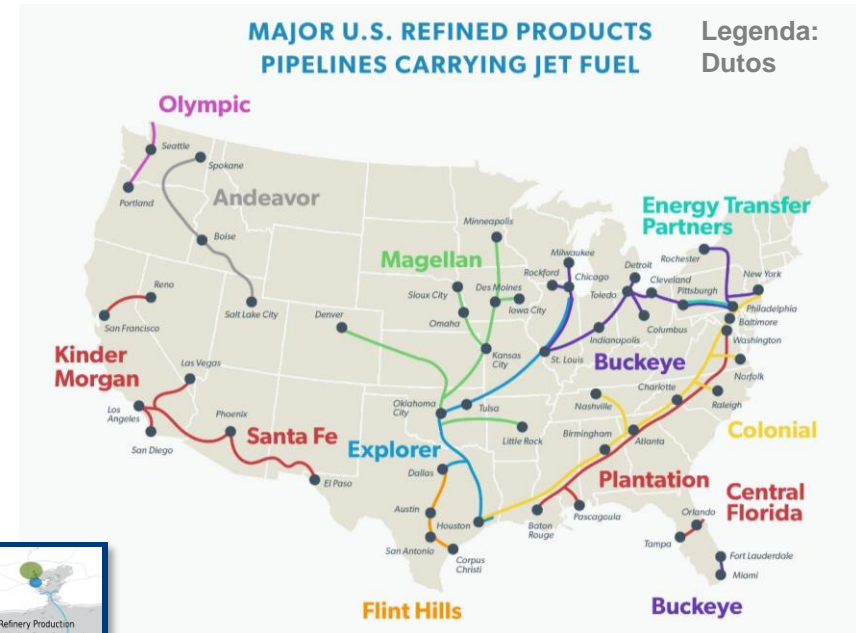 MAJOR U.S. REFINED PRODUCTS
PIPELINES CARRYING JET FUEL
Legenda:
Dutos
Olympic
Seattle
Spokane
Portland
Andeavor
Boise
Salt Lake City
Reno
San Francisco
Kinder
Morgan
Las Vegas
Los
Angeles
San Diego
Phoenix
Santa Fe
El Paso
Magellan
Minneapolis
Sioux City
Des Moines
Iowa City
Omaha
Denver
Kansas
City
Oklahoma
City
Tulsa
Little Rock
Explorer
Dallas
Austin
Houston
San Antonio
Corpus
Christi
Flint Hills
Milwaukee
Rockford
Chicago
St. Louis
Energy Transfer
Partners
Rochester
Detroit
Cleveland
Toledo
Pittsburgh
New York
Philadelphia
Baltimore
Washington
Columbus
Indianapolis
Buckeye
Norfolk
Charlotte
Raleigh
Nashville
Birmingham
Atlanta
Colonial
Plantation
Baton
Rouge
Pascagoula
Central
Florida
Orlando
Tampa
Fort Lauderdale
Miami
Buckeye
Refinery Production